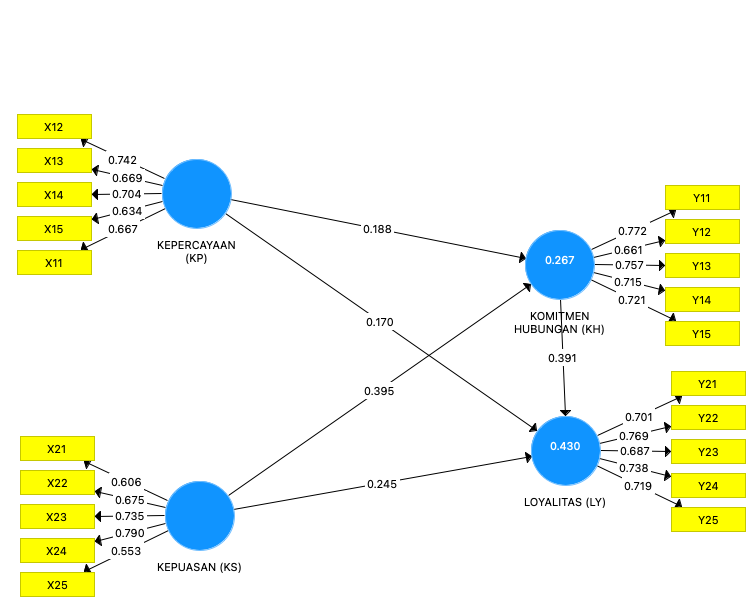 X12
X13
X14
X15
X11
0.742
0.669
0.704
0.634
0.667
KEPERCAYAAN
(KP)
0.188
0.170
0.395
0.245
X21
X22
X23
X24
X25
0.606
0.675
0.735
0.790
0.553
KEPUASAN (KS)
0.267
KOMITMEN
HUBUNGAN (KH)
0.391
0.772
0.661
0.757
0.715
0.721
Y11
Y12
Y13
Y14
Y15
0.430
LOYALITAS (LY)
0.701
0.769
0.687
0.738
0.719
Y21
Y22
Y23
Y24
Y25